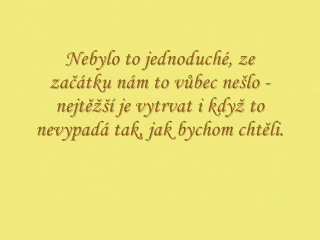 Nebylo to jednoduché, ze
začátku nám to vůbec nešlo -
nejtěžší je vytrvat i když to
nevypadá tak, jak bychom chtěli.